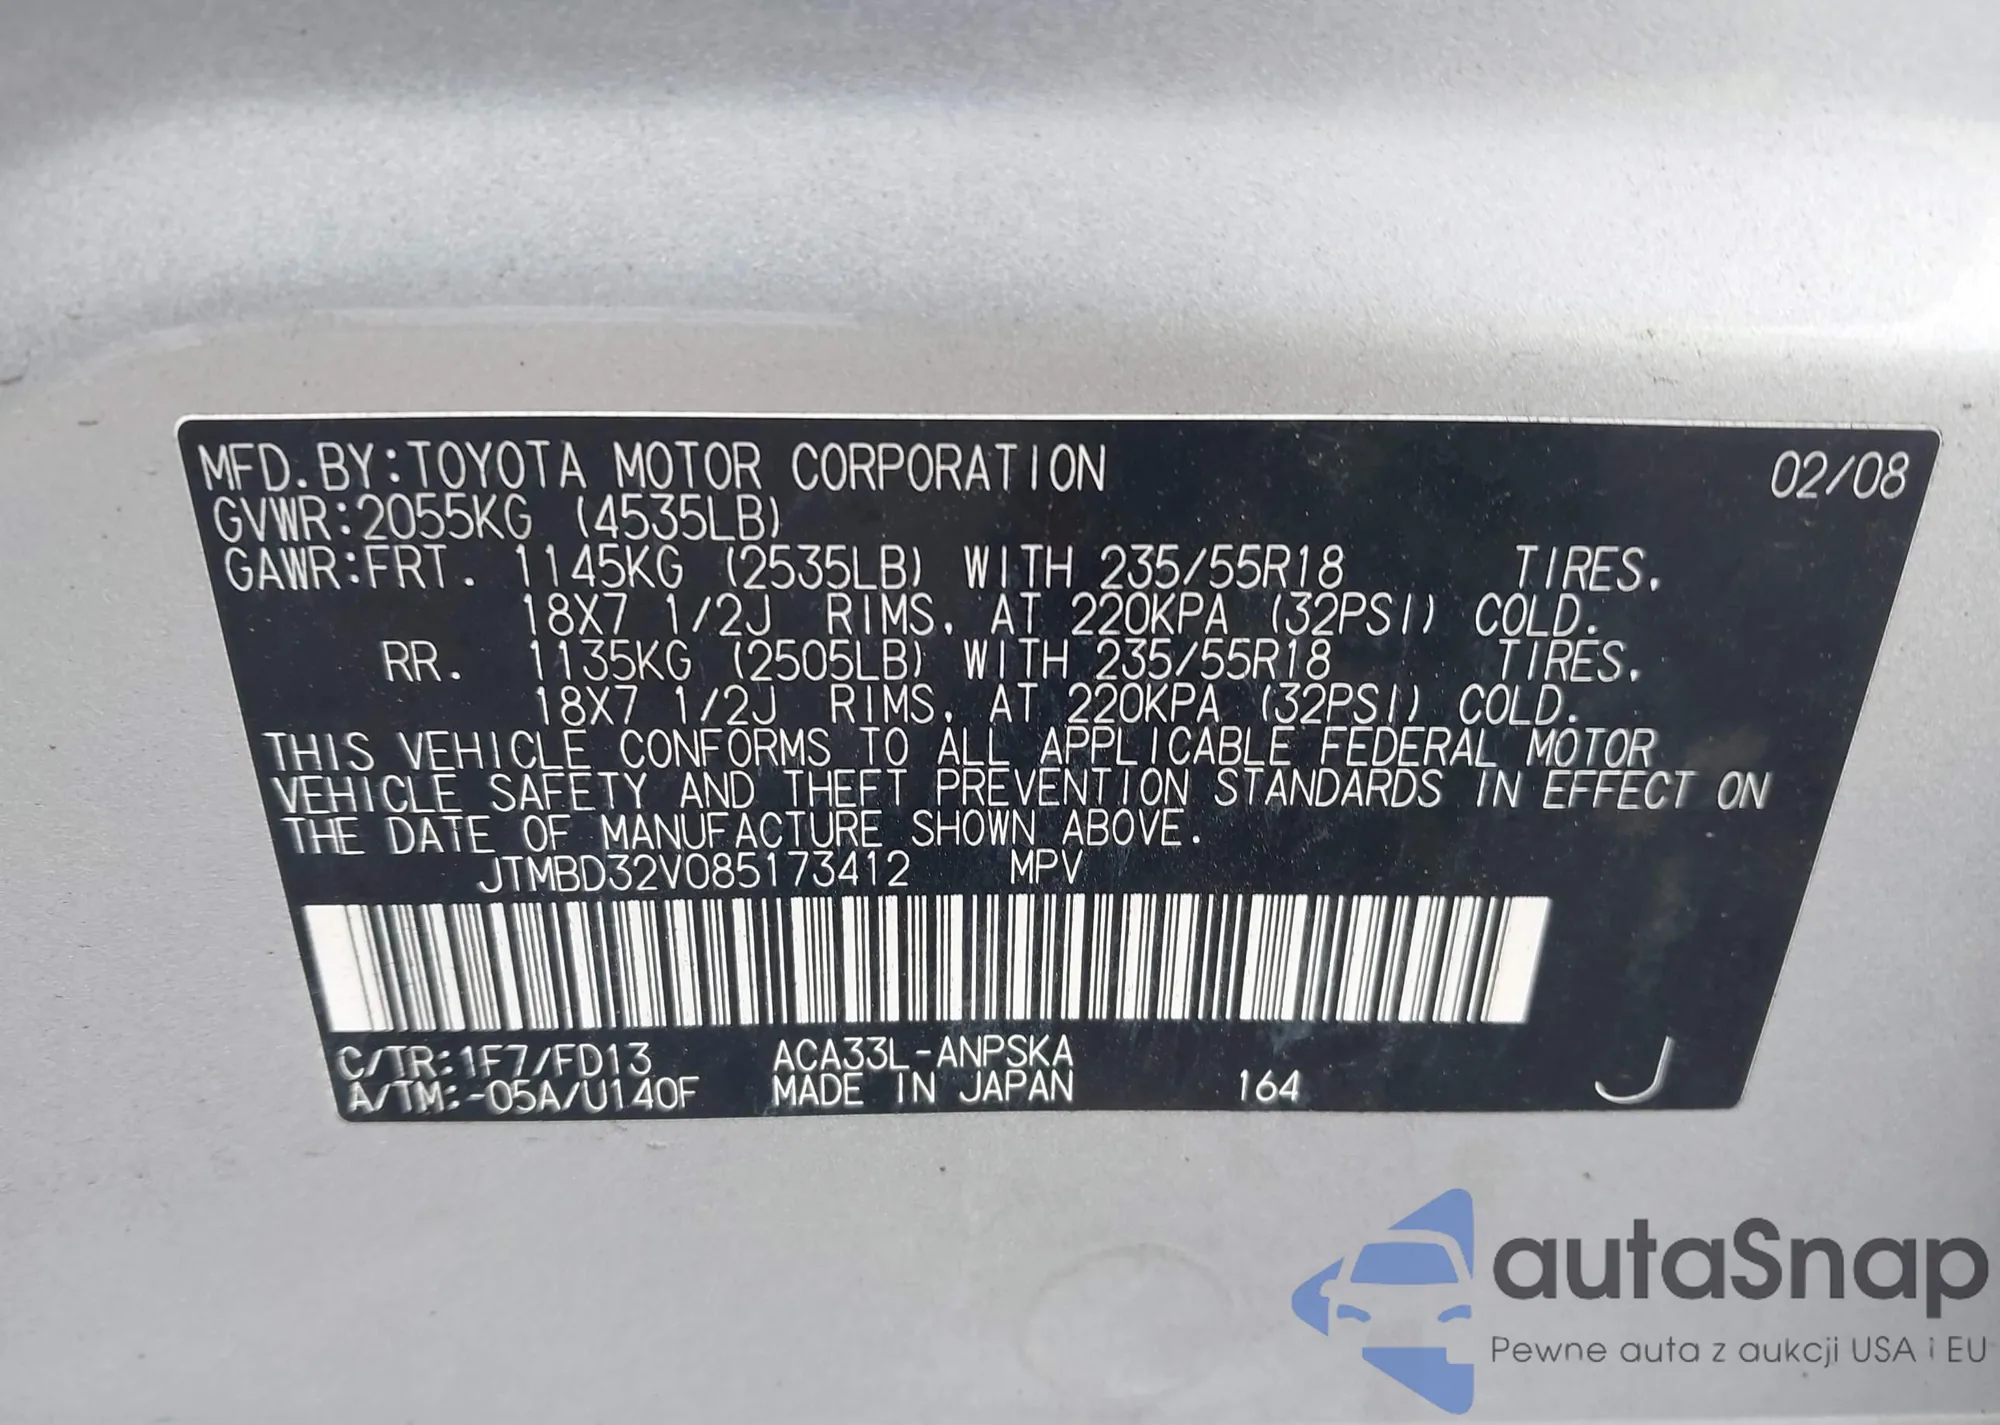 MFD.BY:TOYOTA MOTOR CORPORATION 02/08
GVWR:2055KG (4535LB)
GAWR:FRT. 1145KG (2535LB) WITH 235/55R18 TIRES.
18X7 1/2J RIMS, AT 220KPA (32PSI) COLD.
RR. 1135KG (2505LB) WITH 235/55R18 TIRES.
18X7 1/2J RIMS, AT 220KPA (32PSI) COLD.
THIS VEHICLE CONFORMS TO ALL APPLICABLE FEDERAL MOTOR
VEHICLE SAFETY AND THEFT PREVENTION STANDARDS IN EFFECT ON
THE DATE OF MANUFACTURE SHOWN ABOVE.
JTMBD32V085173412 MPV
C/TR:1F7/FD13 ACA33L-ANPSKA
A/TM:-05A/U140F MADE IN JAPAN 164 J
autaSnap
Pewne auta z aukcji USA i EU